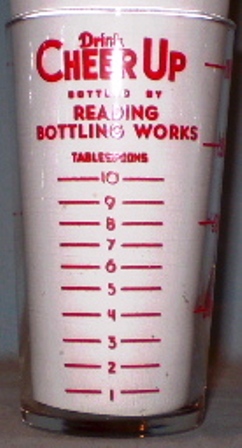 Drink
CHEER UP
BOTTLED BY
READING
BOTTLING WORKS
TABLESPOONS
10
9
8
7
6
5
4
3
2
1